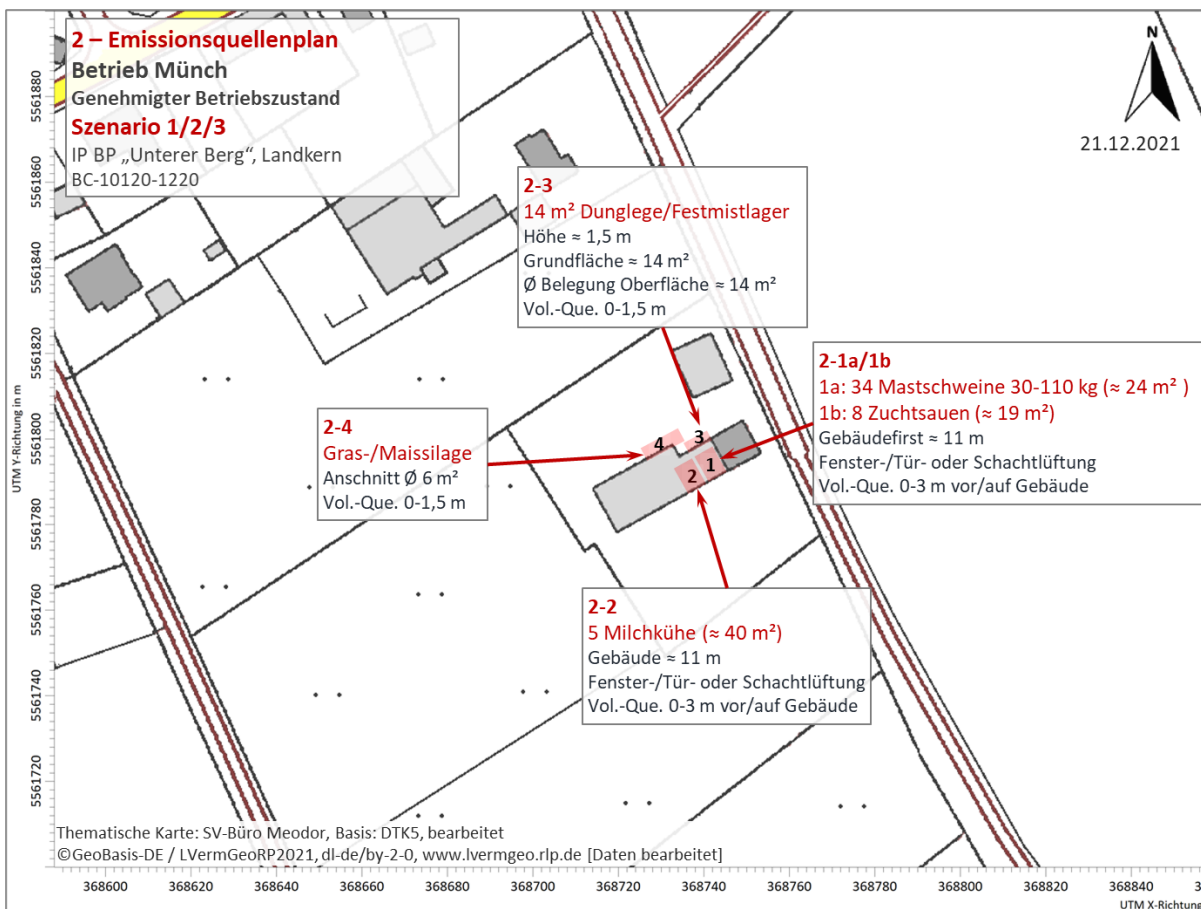 2 – Emissionsquellenplan
Betrieb Münch
Genehmigter Betriebszustand
Szenario 1/2/3
IP BP „Unterer Berg“, Landkern
BC-10120-1220
N
21.12.2021
2-3
14 m² Dunglege/Festmistlager
Höhe ≈ 1,5 m
Grundfläche ≈ 14 m²
Ø Belegung Oberfläche ≈ 14 m²
Vol.-Que. 0-1,5 m
2-1a/1b
1a: 34 Mastschweine 30-110 kg (≈ 24 m² )
1b: 8 Zuchtsauen (≈ 19 m²)
Gebäudefirst ≈ 11 m
Fenster-/Tür- oder Schachtlüftung
Vol.-Que. 0-3 m vor/auf Gebäude
2-4
Gras-/Maissilage
Anschnitt Ø 6 m²
Vol.-Que. 0-1,5 m
4
3
2
1
2-2
5 Milchkühe (≈ 40 m²)
Gebäude ≈ 11 m
Fenster-/Tür- oder Schachtlüftung
Vol.-Que. 0-3 m vor/auf Gebäude
UTM Y-Richtung in m
5561880
5561860
5561840
5561820
5561800
5561780
5561760
5561740
5561720
Thematische Karte: SV-Büro Meodor, Basis: DTK5, bearbeitet
©GeoBasis-DE / LVermGeoRP2021, dl-de/by-2-0, www.lvermgeo.rlp.de [Daten bearbeitet]
368600 368620 368640 368660 368680 368700 368720 368740 368760 368780 368800 368820 368840
UTM X-Richtung